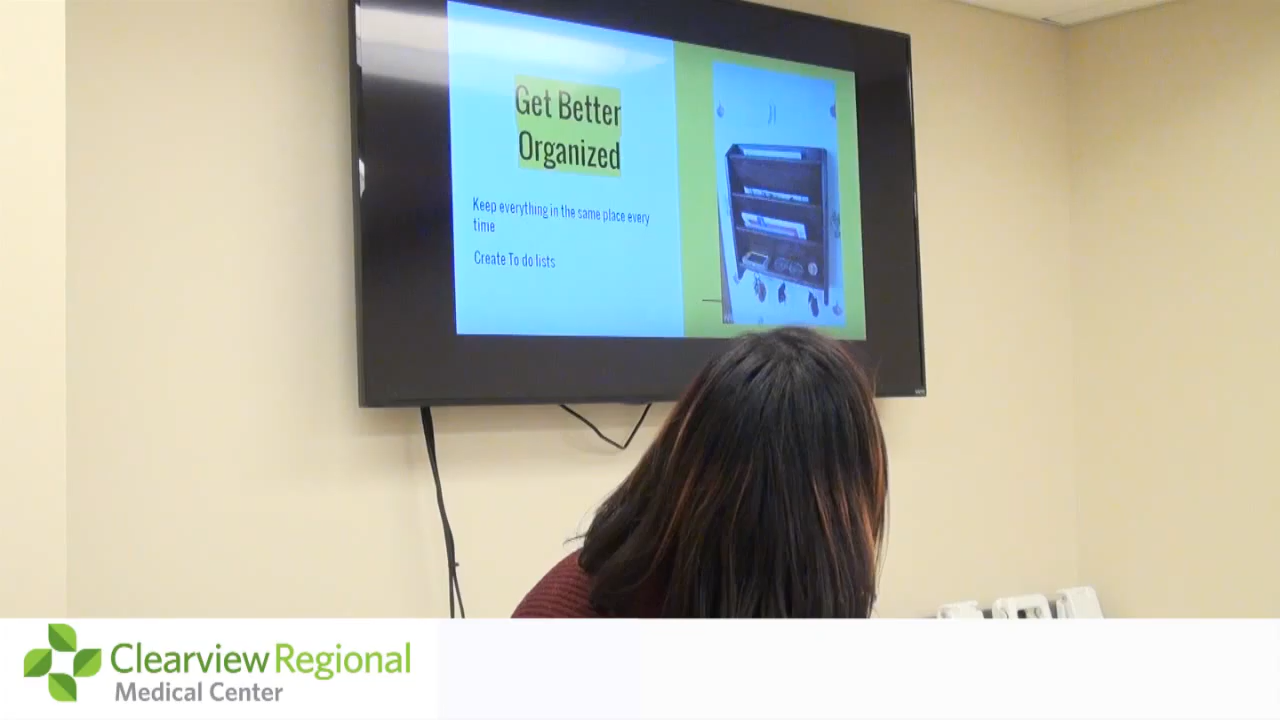 Get Better
Organized
Keep everything in the same place every
time
Create To do lists
Clearview Regional
Medical Center